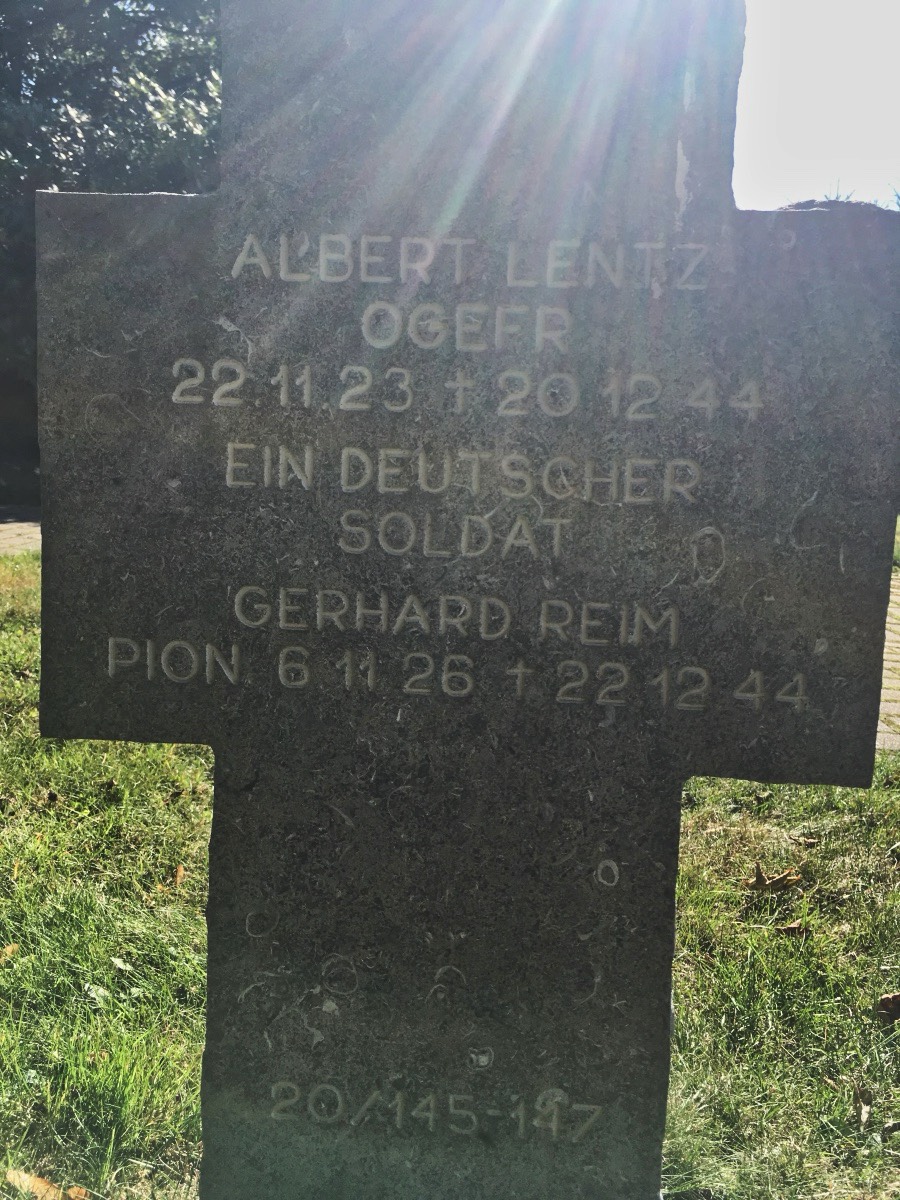 ALBERT LENTZ
OGEFR
22 11 23 † 20 12 44
EIN DEUTSCHER
SOLDAT
GERHARD REIM
PION 6 11 26 † 22 12 44
20/145-147